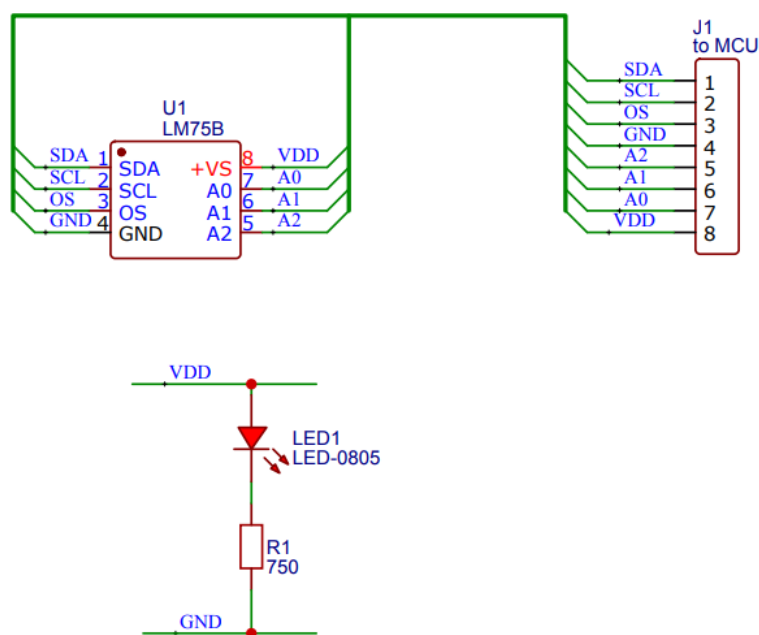 J1
to MCU
U1
LM75B
SDA 1 SDA +VS 8 VDD
SCL 2 SCL A0 7 A0
OS 3 OS A1 6 A1
GND 4 GND A2 5 A2
SDA 1
SCL 2
OS 3
GND 4
A2 5
A1 6
A0 7
VDD 8
VDD
LED1
LED-0805
R1
750
GND